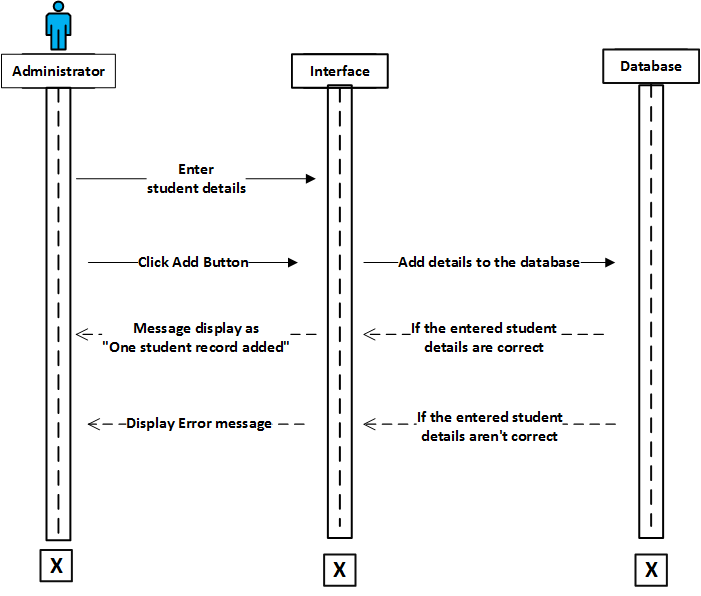 Administrator
Interface
Database
Enter
student details
Click Add Button
Add details to the database
Message display as
"One student record added"
If the entered student
details are correct
Display Error message
If the entered student
details aren't correct
X
X
X